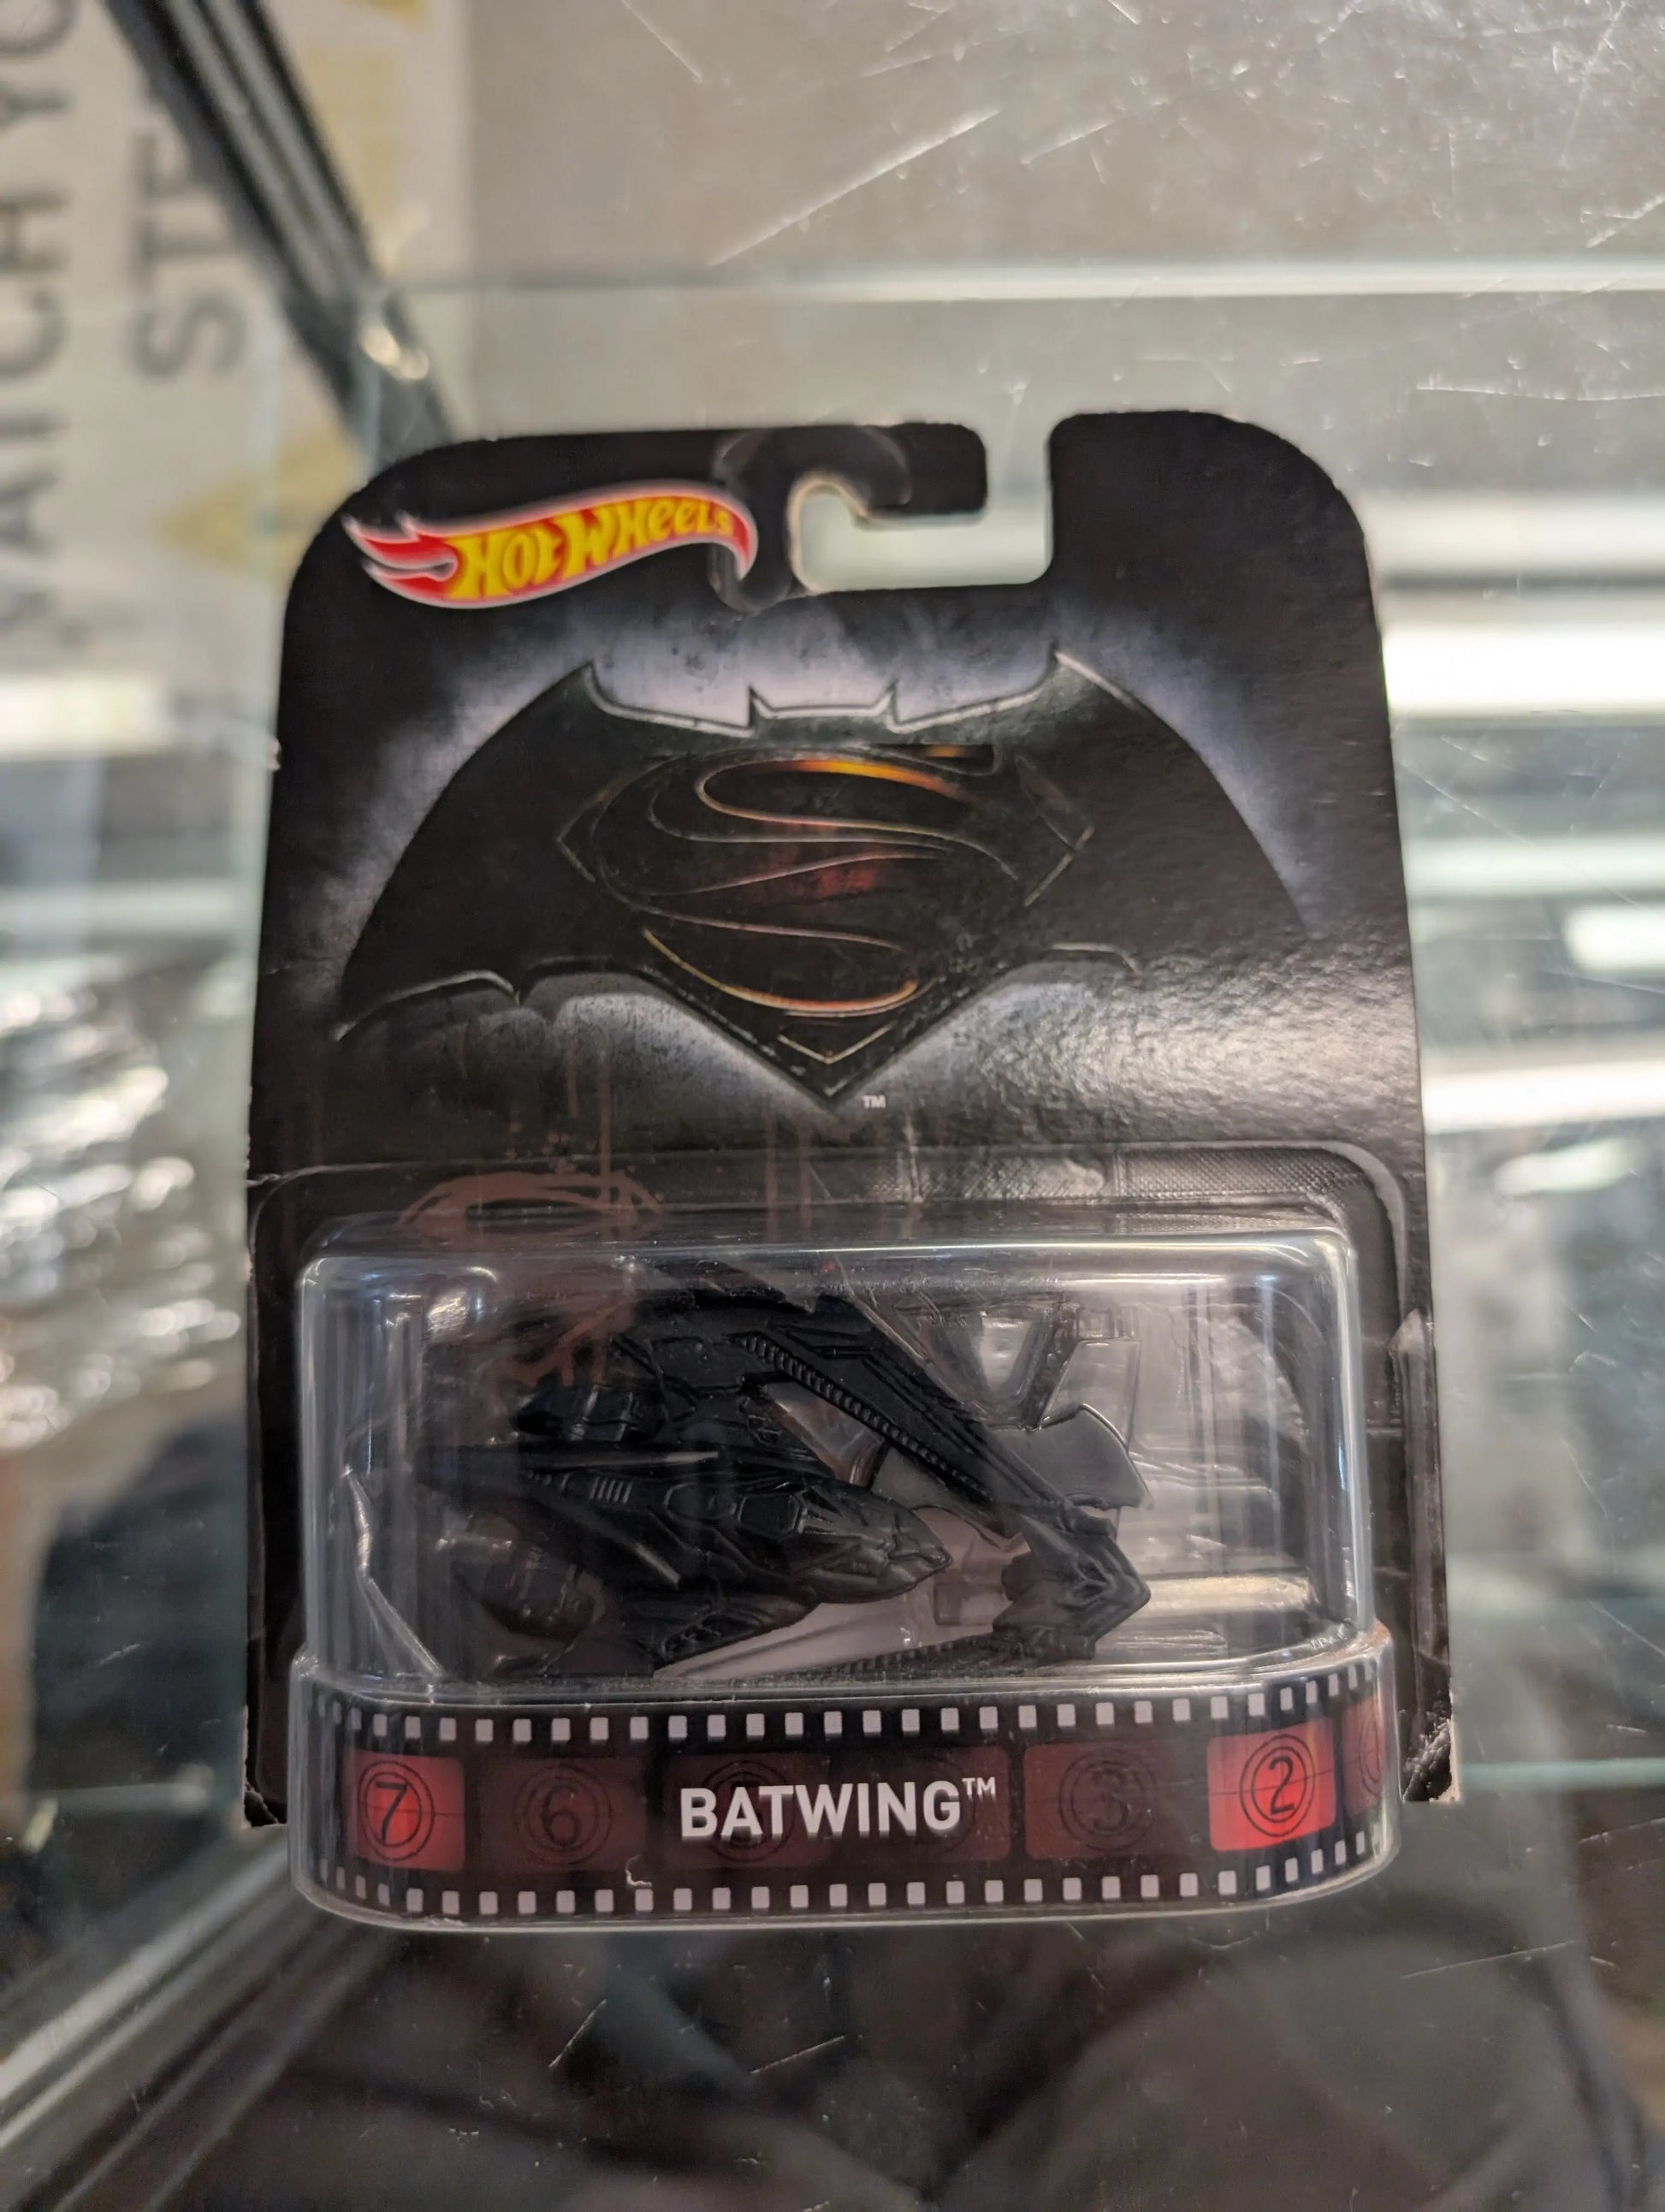 HOT WHEELS
TM
BATWING™
7 6 3 2